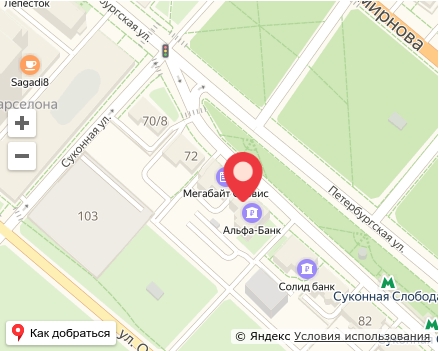 Лепесток
бургская ул.
мирнова
Sagadi8
арселона
Суконная ул.
70/8
72
Мегабайт Сервис
103
Альфа-Банк
Петербургская ул.
Солид банк
Суконная Слобода
82
Как добраться
ул. О
© Яндекс Условия использования